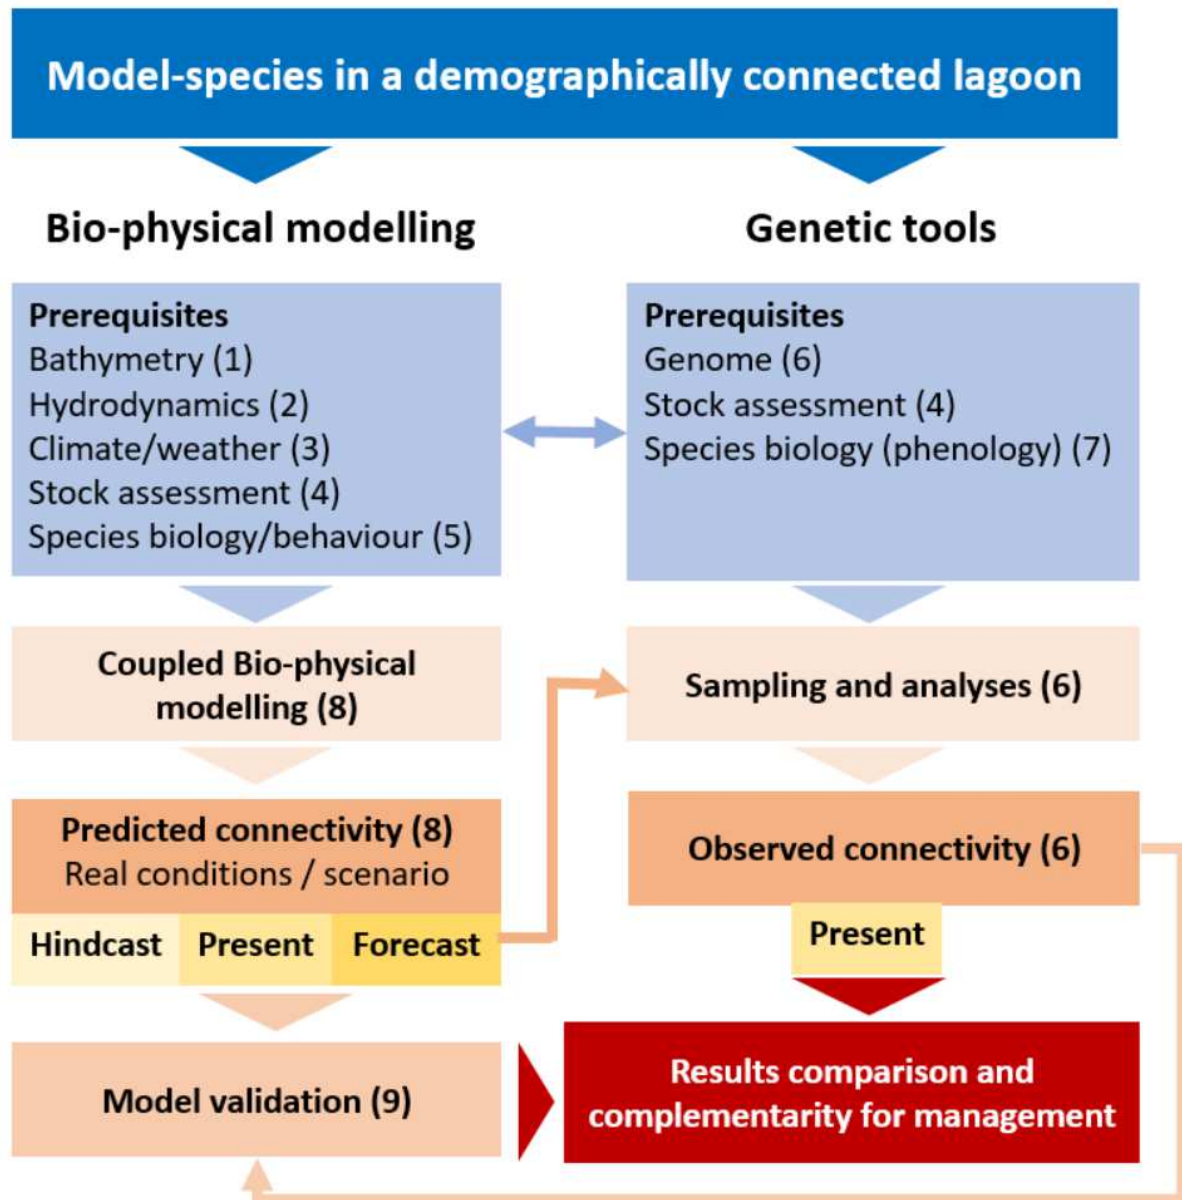 Model-species in a demographically connected lagoon
Bio-physical modelling
Prerequisites
Bathymetry (1)
Hydrodynamics (2)
Climate/weather (3)
Stock assessment (4)
Species biology/behaviour (5)
Coupled Bio-physical
modelling (8)
Predicted connectivity (8)
Real conditions / scenario
Hindcast Present Forecast
Model validation (9)
Genetic tools
Prerequisites
Genome (6)
Stock assessment (4)
Species biology (phenology) (7)
Sampling and analyses (6)
Observed connectivity (6)
Present
Results comparison and
complementarity for management